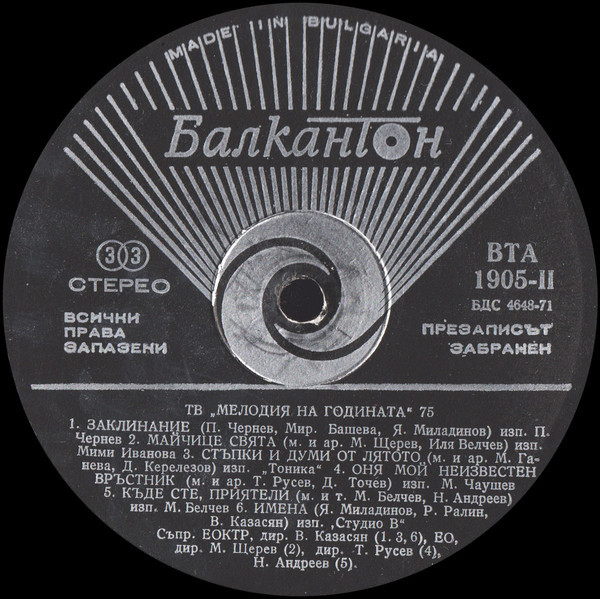 MADE IN BULGARIA
Балкантон
33
СТЕРЕО
ВСИЧНИ
ПРАВА
ЗАПАЗЕНИ
ВТА
1905-II
БДС 4648-71
ПРЕЗАПИСЪТ
ЗАБРАНЕН
ТВ „МЕЛОДИЯ НА ГОДИНАТА“ 75
1. ЗАКЛИНАНИЕ (П. Чернев, Мир. Башева, Я. Миладинов) изп. П.
Чернев 2. МАЙЧИЦЕ СВЯТА (м. и ар. М. Щерев, Иля Велчев) изп.
Мими Иванова 3. СТЪПКИ И ДУМИ ОТ ЛЯТОТО (м. и ар. М. Га-
нева, Д. Керелезов) изп. „Тоника“ 4. ОНЯ МОЙ НЕИЗВЕСТЕН
ВРЪСТНИК (м. и ар. Т. Русев, Д. Точев) изп. М. Чаушев
5. КЪДЕ СТЕ, ПРИЯТЕЛИ (м. и т. М. Белчев, Н. Андреев)
изп. М. Белчев 6. ИМЕНА (Я. Миладинов, Р. Ралин,
В. Казасян) изп. „Студио В“
Съпр. ЕОКТР, дир. В. Казасян (1. 3, 6), ЕО,
дир. М. Щерев (2), дир. Т. Русев (4),
Н. Андреев (5).